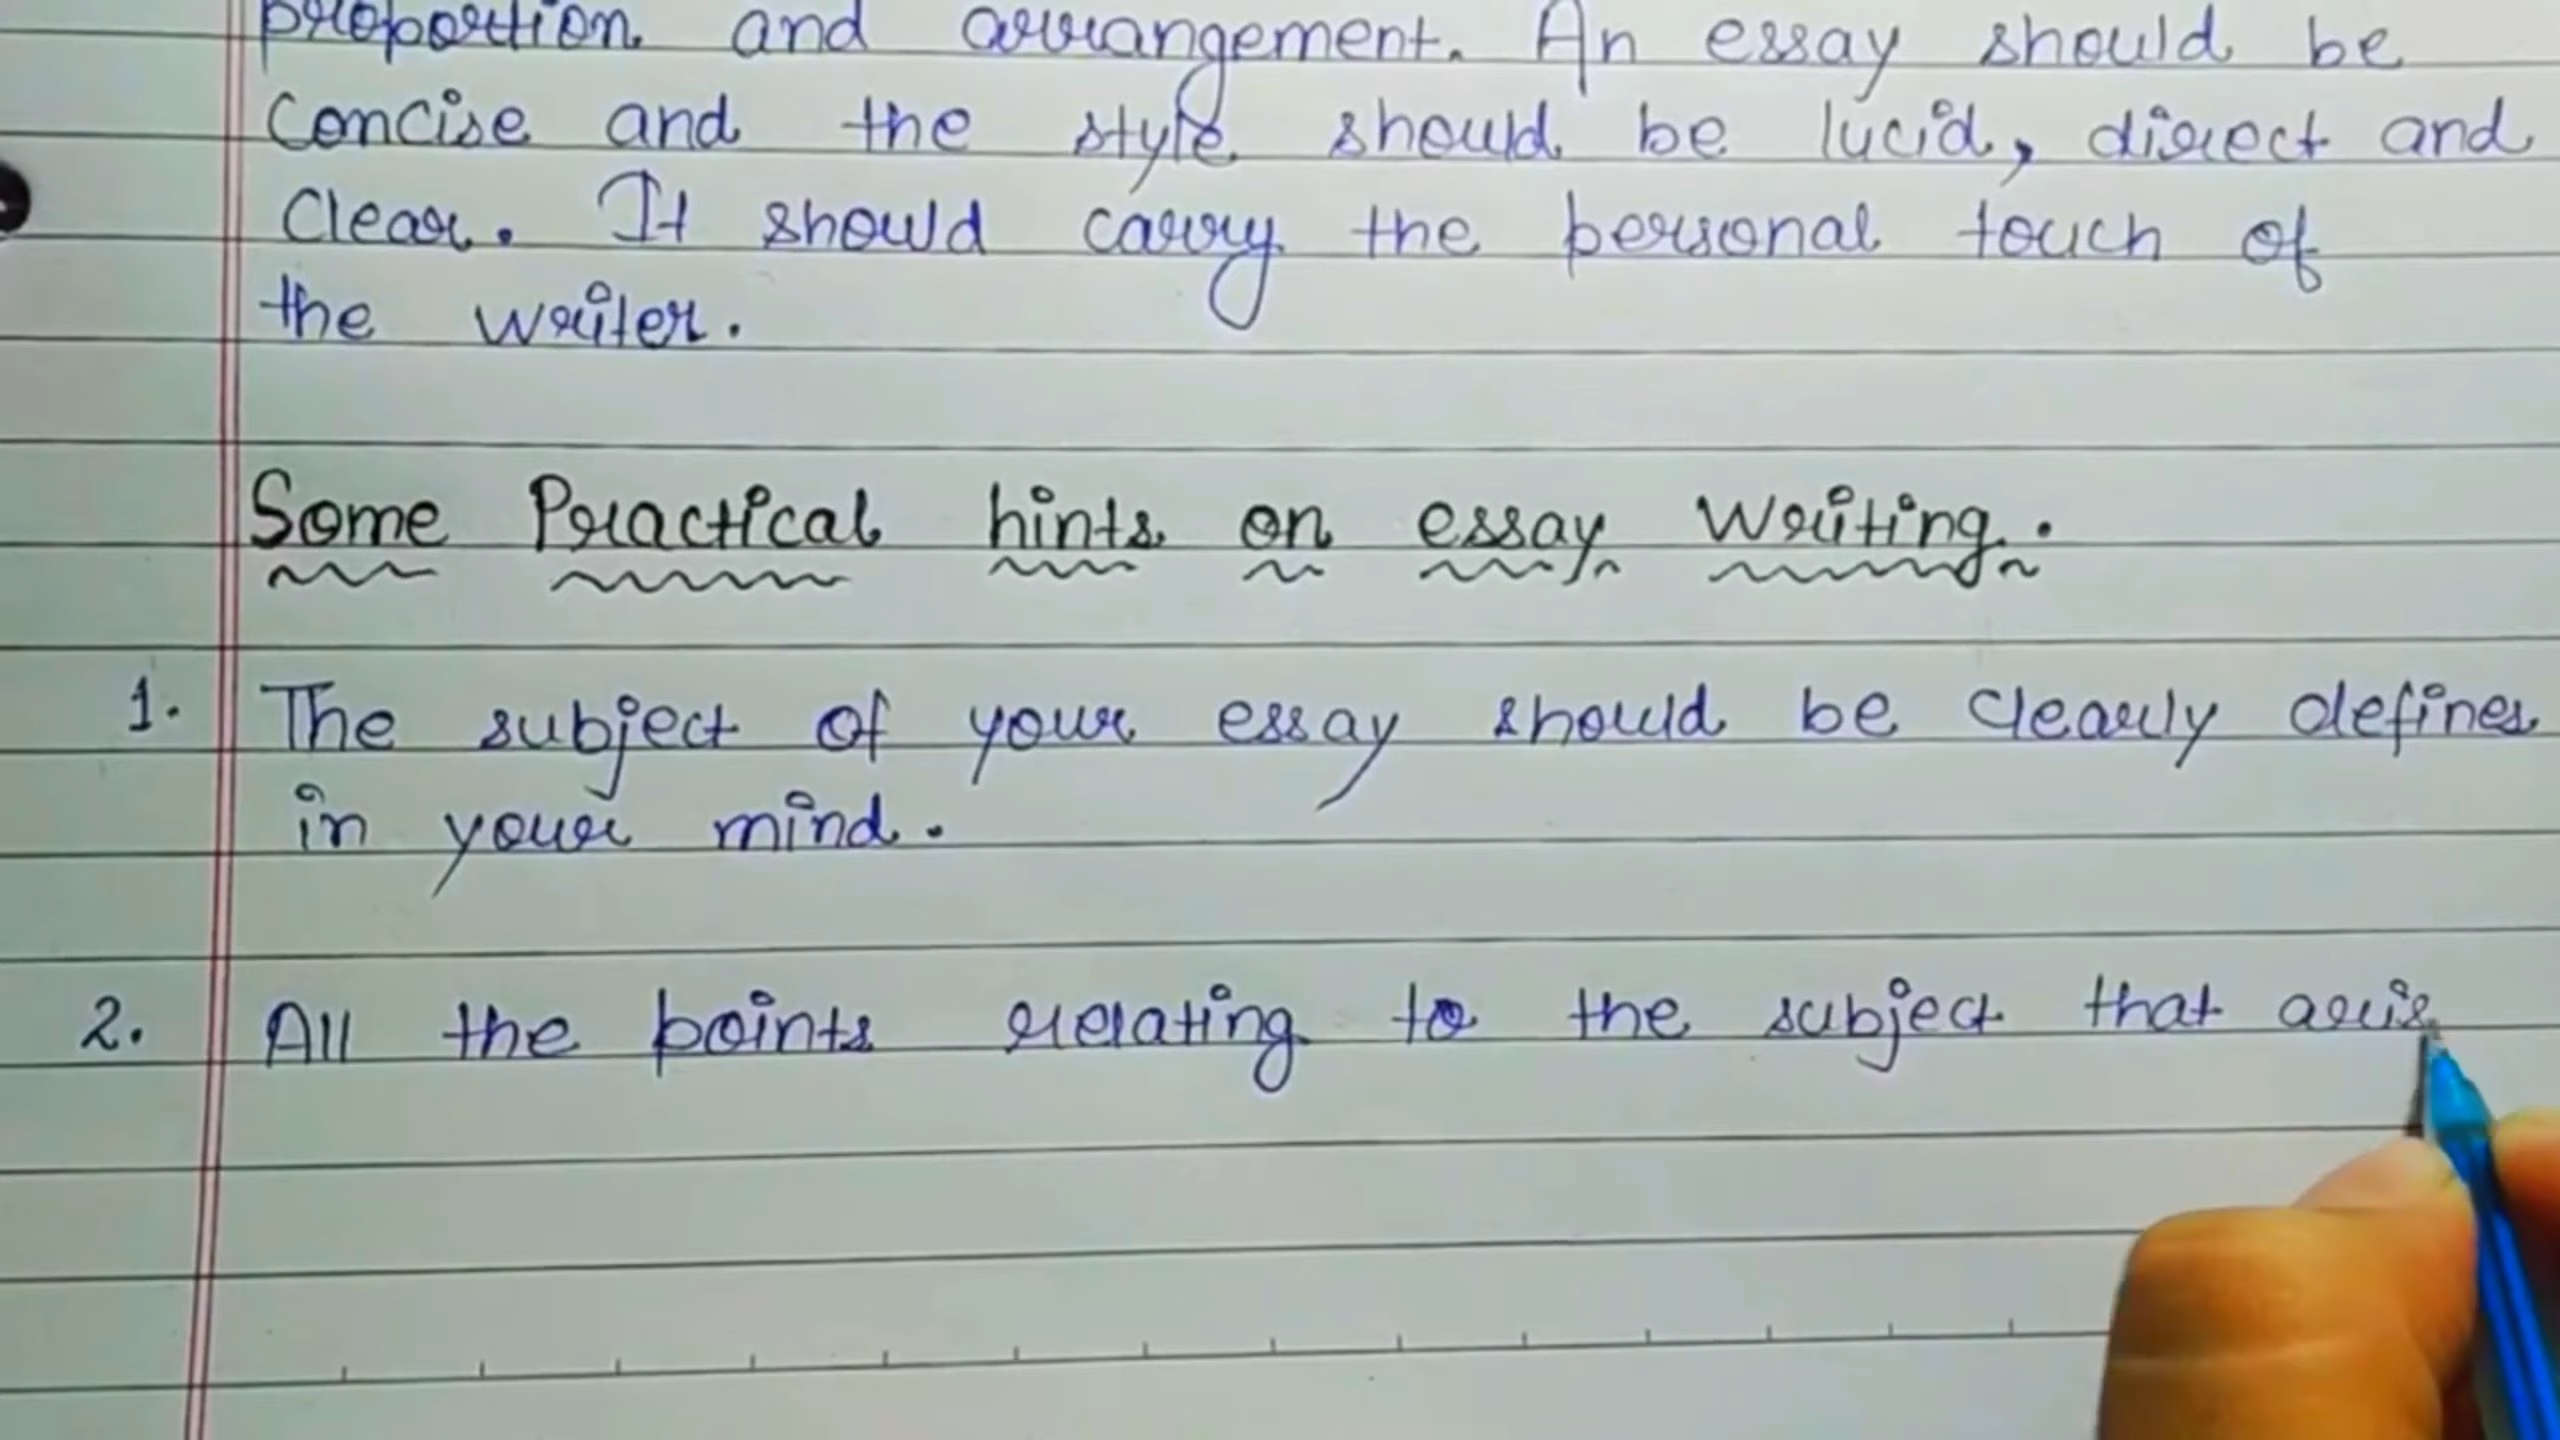 proportion and arrangement. An essay should be
Concise and the style should be lucid, direct and
Clear. It should carry the personal touch of
the writer.
Some Practical hints on essay Writing.
1. The subject of your essay should be clearly defines
in your mind.
2. All the points relating to the subject that aris